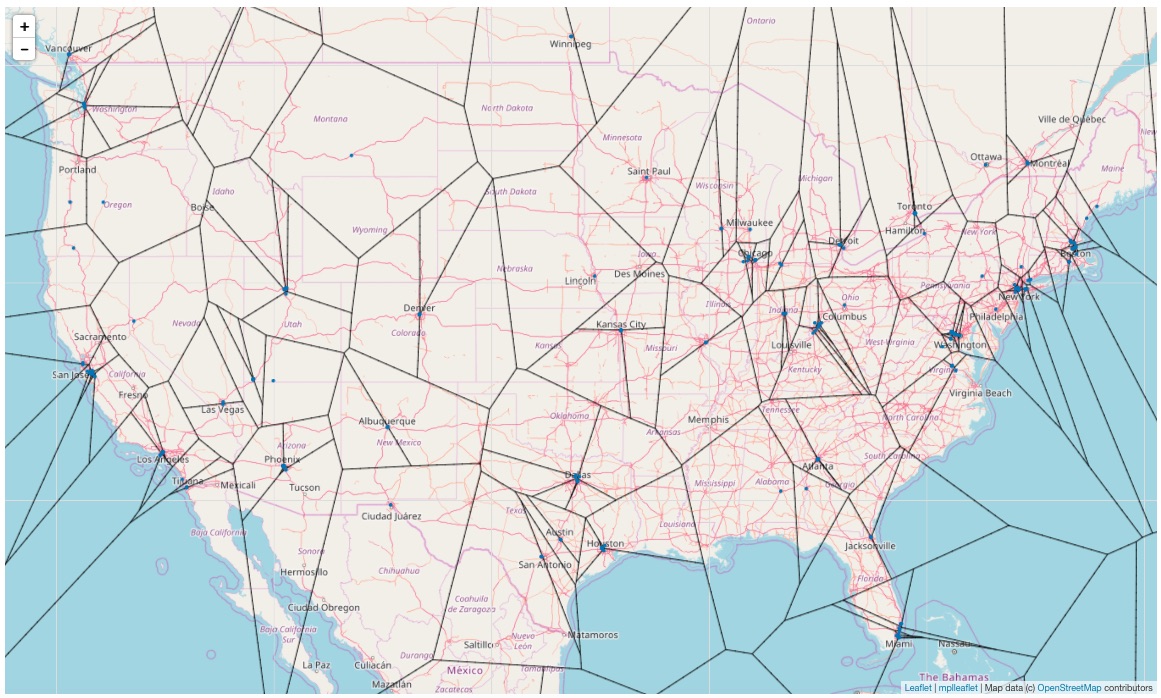 +
−
Ontario
Vancouver
Winnipeg
Washington
North Dakota
Montana
Ville de Québec
Minnesota
New
Ottawa
Montréal
Maine
Portland
Saint Paul
Wisconsin
Michigan
Idaho
South Dakota
Oregon
Boise
Toronto
Milwaukee
Wyoming
Hamilton
New York
Detroit
Chicago
Boston
Iowa
Nebraska
Des Moines
Lincoln
Pennsylvania
New York
Ohio
Illinois
Denver
Indiana
Columbus
Philadelphia
Nevada
Utah
Kansas City
Sacramento
Colorado
Kansas
Missouri
Louisville
West Virginia
Washington
San José
California
Kentucky
Virginia
Fresno
Virginia Beach
Las Vegas
Tennessee
Albuquerque
Oklahoma
Memphis
North Carolina
New Mexico
Arkansas
Arizona
Los Angeles
Phoenix
South Carolina
Atlanta
Dallas
Tijuana
Mexicali
Tucson
Mississippi
Alabama
Georgia
Texas
Ciudad Juárez
Louisiana
Baja California
Austin
Houston
Jacksonville
Sonora
San Antonio
Hermosillo
Chihuahua
Florida
Coahuila
de Zaragoza
Ciudad Obregon
Baja California
Sur
Nuevo
León
Matamoros
Saltillo
Miami
Nassau
Durango
La Paz
Culiacán
México
Tamaulipas
The Bahamas
Mazatlán
Zacatecas
Leaflet | mplleaflet | Map data (c) OpenStreetMap contributors